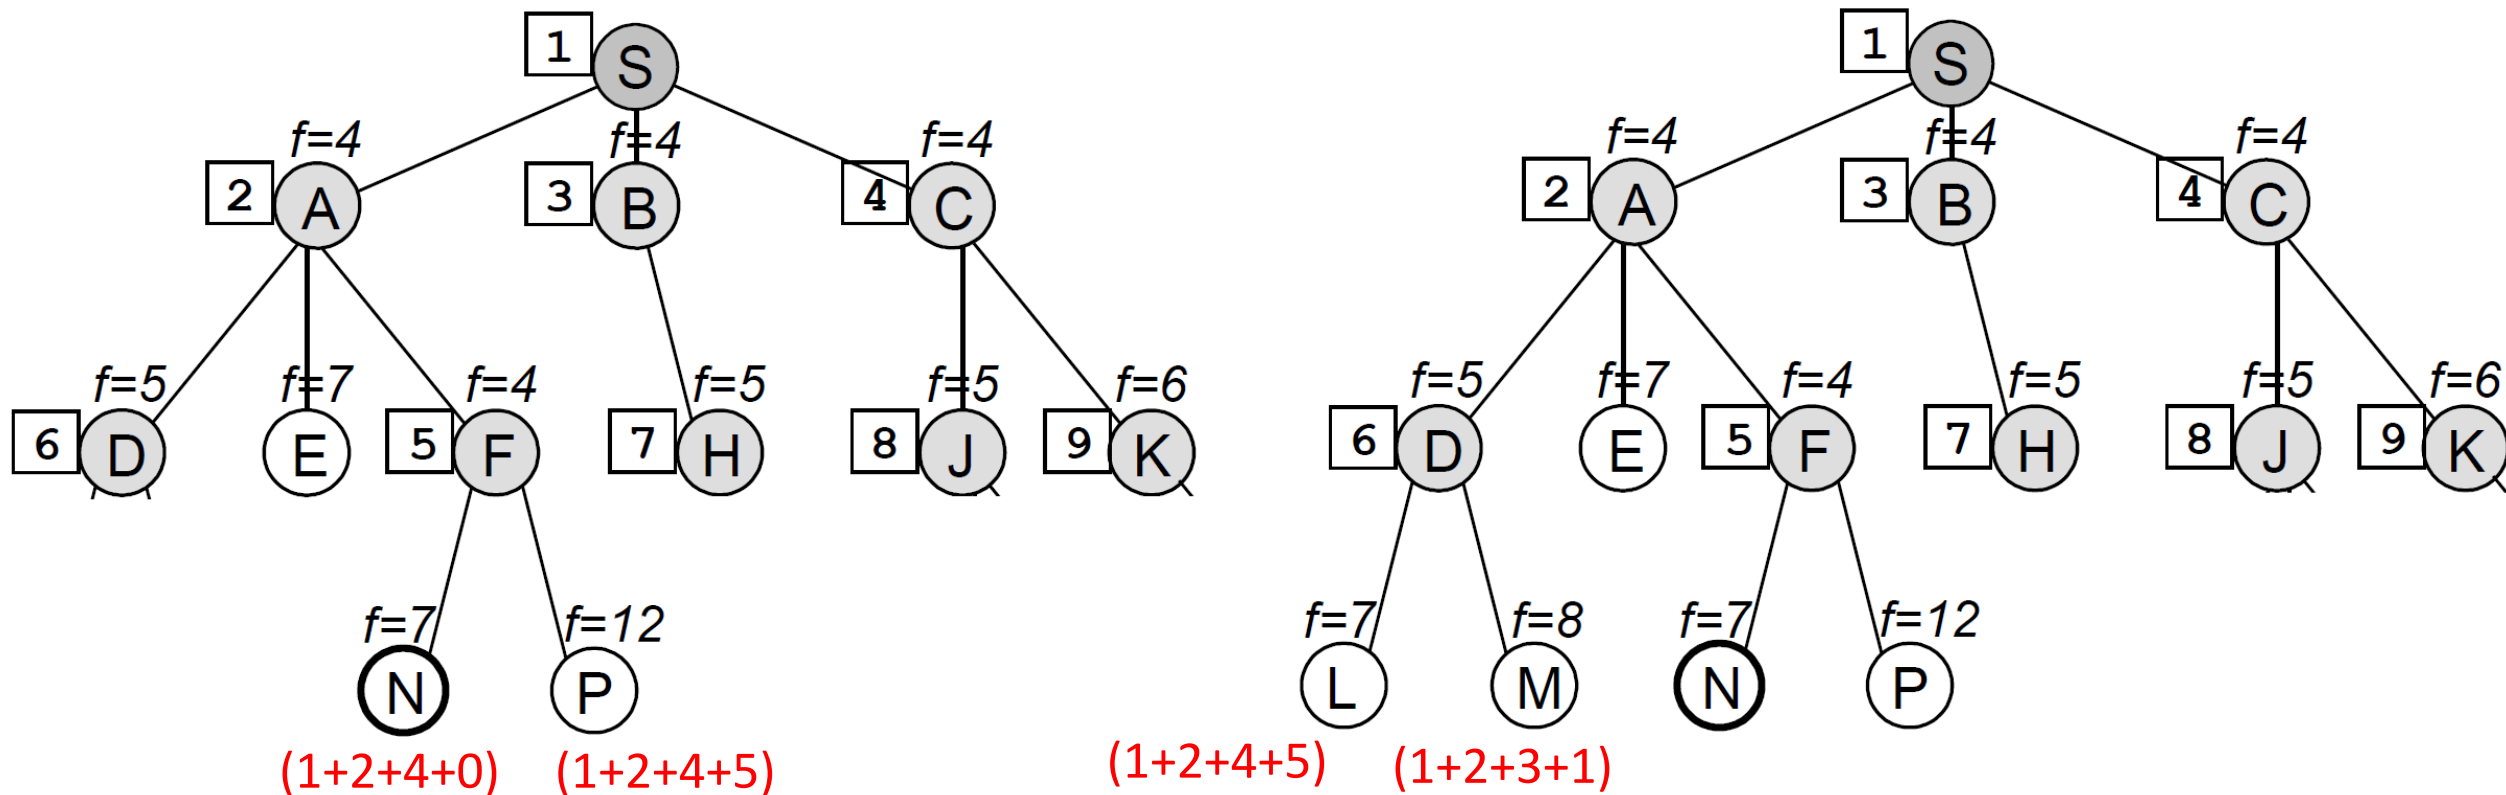 1 S 1 S
f=4 f=4 f=4 f=4 f=4 f=4
2 A 3 B 4 C 2 A 3 B 4 C
f=5 f=7 f=4 f=5 f=5 f=6 f=5 f=7 f=4 f=5 f=5 f=6
6 D E 5 F 7 H 8 J 9 K 6 D E 5 F 7 H 8 J 9 K
f=7 f=12 f=7 f=8 f=7 f=12
N P L M N P
(1+2+4+0) (1+2+4+5) (1+2+4+5) (1+2+3+1)